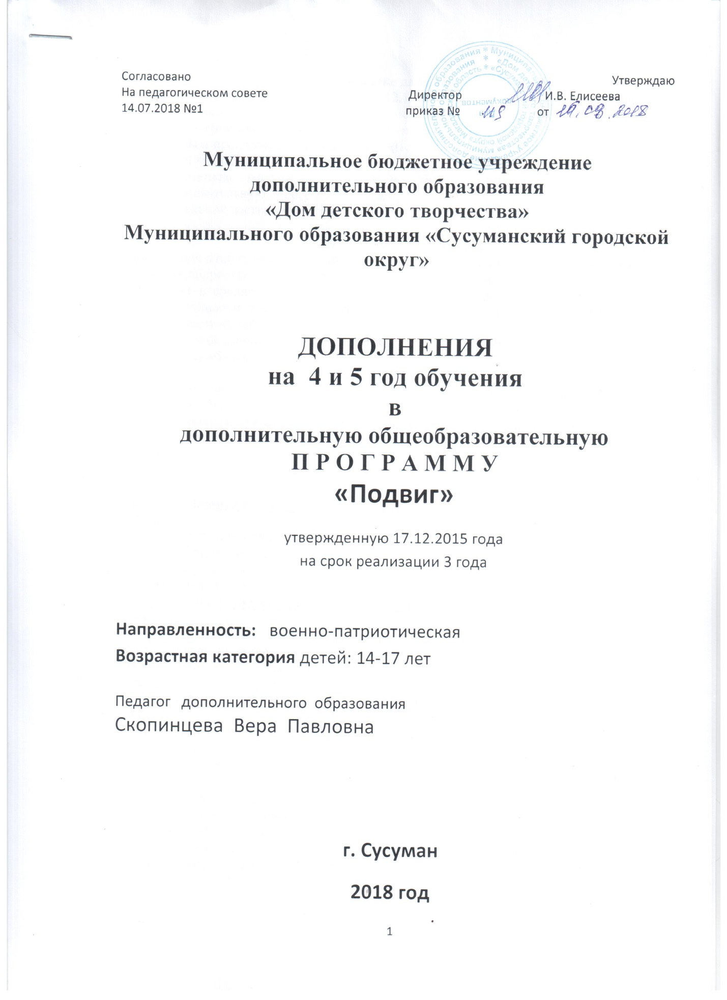 Согласовано
На педагогическом совете
14.07.2018 №1
Утверждаю
Директор И.В. Елисеева
приказ № 119 от 2018
Муниципальное бюджетное учреждение
дополнительного образования
«Дом детского творчества»
Муниципального образования «Сусуманский городской
округ»
ДОПОЛНЕНИЯ
на 4 и 5 год обучения
в
дополнительную общеобразовательную
П Р О Г Р А М М У
«Подвиг»
утвержденную 17.12.2015 года
на срок реализации 3 года
Направленность: военно-патриотическая
Возрастная категория детей: 14-17 лет
Педагог дополнительного образования
Скопинцева Вера Павловна
г. Сусуман
2018 год
1